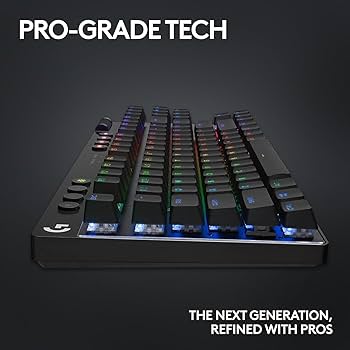 PRO-GRADE TECH
THE NEXT GENERATION,
REFINED WITH PROS